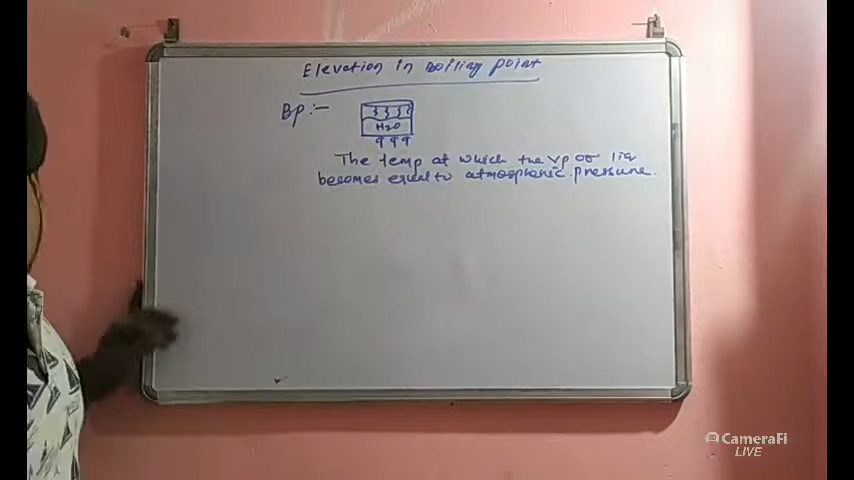 Elevation in Boiling point
BP:-
H2O
The temp at which the vp of liq
becomes equal to atmospheric pressure.
CameraFi
LIVE